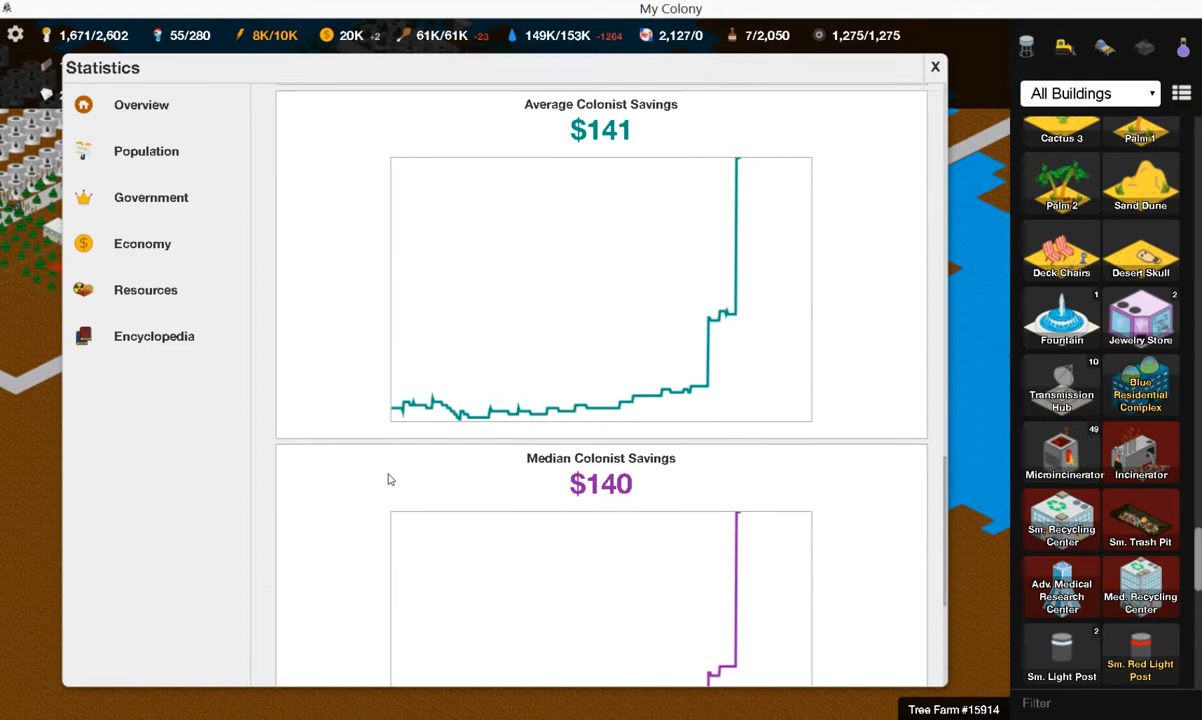 My Colony
1,671/2,602 55/280 8K/10K 20K +2 61K/61K -23 149K/153K -1264 2,127/0 7/2,050 1,275/1,275
Statistics
X
Overview
Population
Government
Economy
Resources
Encyclopedia
Average Colonist Savings
$141
Median Colonist Savings
$140
All Buildings
Cactus 3
Palm 1
Palm 2
Sand Dune
Deck Chairs
Desert Skull
1
Fountain
2
Jewelry Store
10
Transmission
Hub
Blue
Residential
Complex
49
Microincinerator
Incinerator
Sm. Recycling
Center
Sm. Trash Pit
Adv. Medical
Research
Center
Med. Recycling
Center
2
Sm. Light Post
Sm. Red Light
Post
Filter
Tree Farm #15914